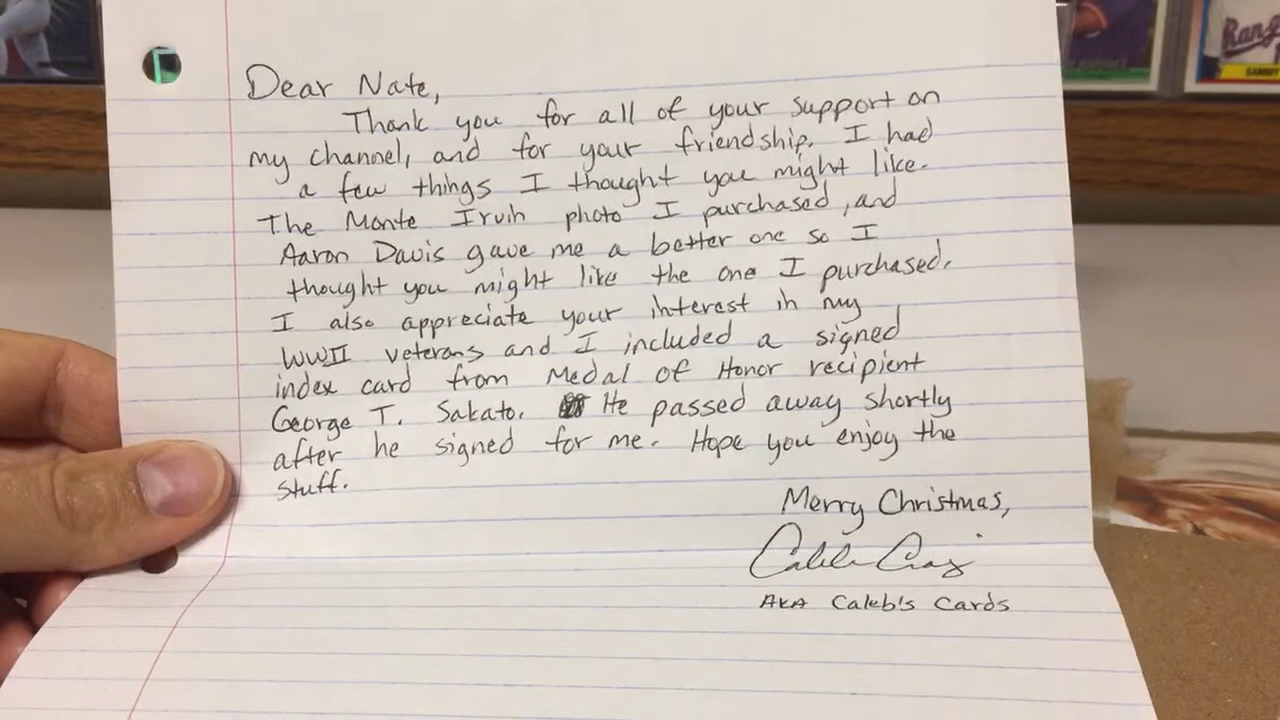 Dear Nate,
Thank you for all of your support on
my channel, and for your friendship. I had
a few things I thought you might like.
The Monte Irvin photo I purchased, and
Aaron Davis gave me a better one so I
thought you might like the one I purchased.
I also appreciate your interest in my
WWII veterans and I included a signed
index card from Medal of Honor recipient
George T. Sakato. He passed away shortly
after he signed for me. Hope you enjoy the
stuff.
Merry Christmas,
Caleb Craig
AKA Caleb's Cards
Rang
SAMMY